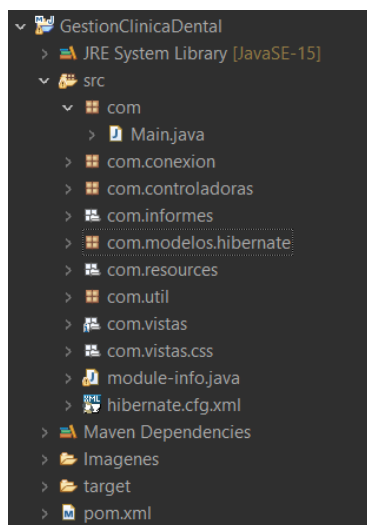 GestionClinicaDental
JRE System Library [JavaSE-15]
src
com
Main.java
com.conexion
com.controladoras
com.informes
com.modelos.hibernate
com.resources
com.util
com.vistas
com.vistas.css
module-info.java
hibernate.cfg.xml
Maven Dependencies
Imagenes
target
pom.xml